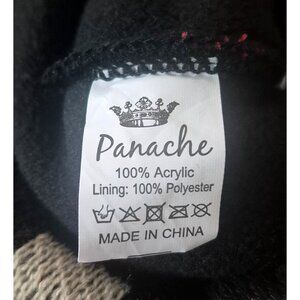 Panache
100% Acrylic
Lining: 100% Polyester
MADE IN CHINA